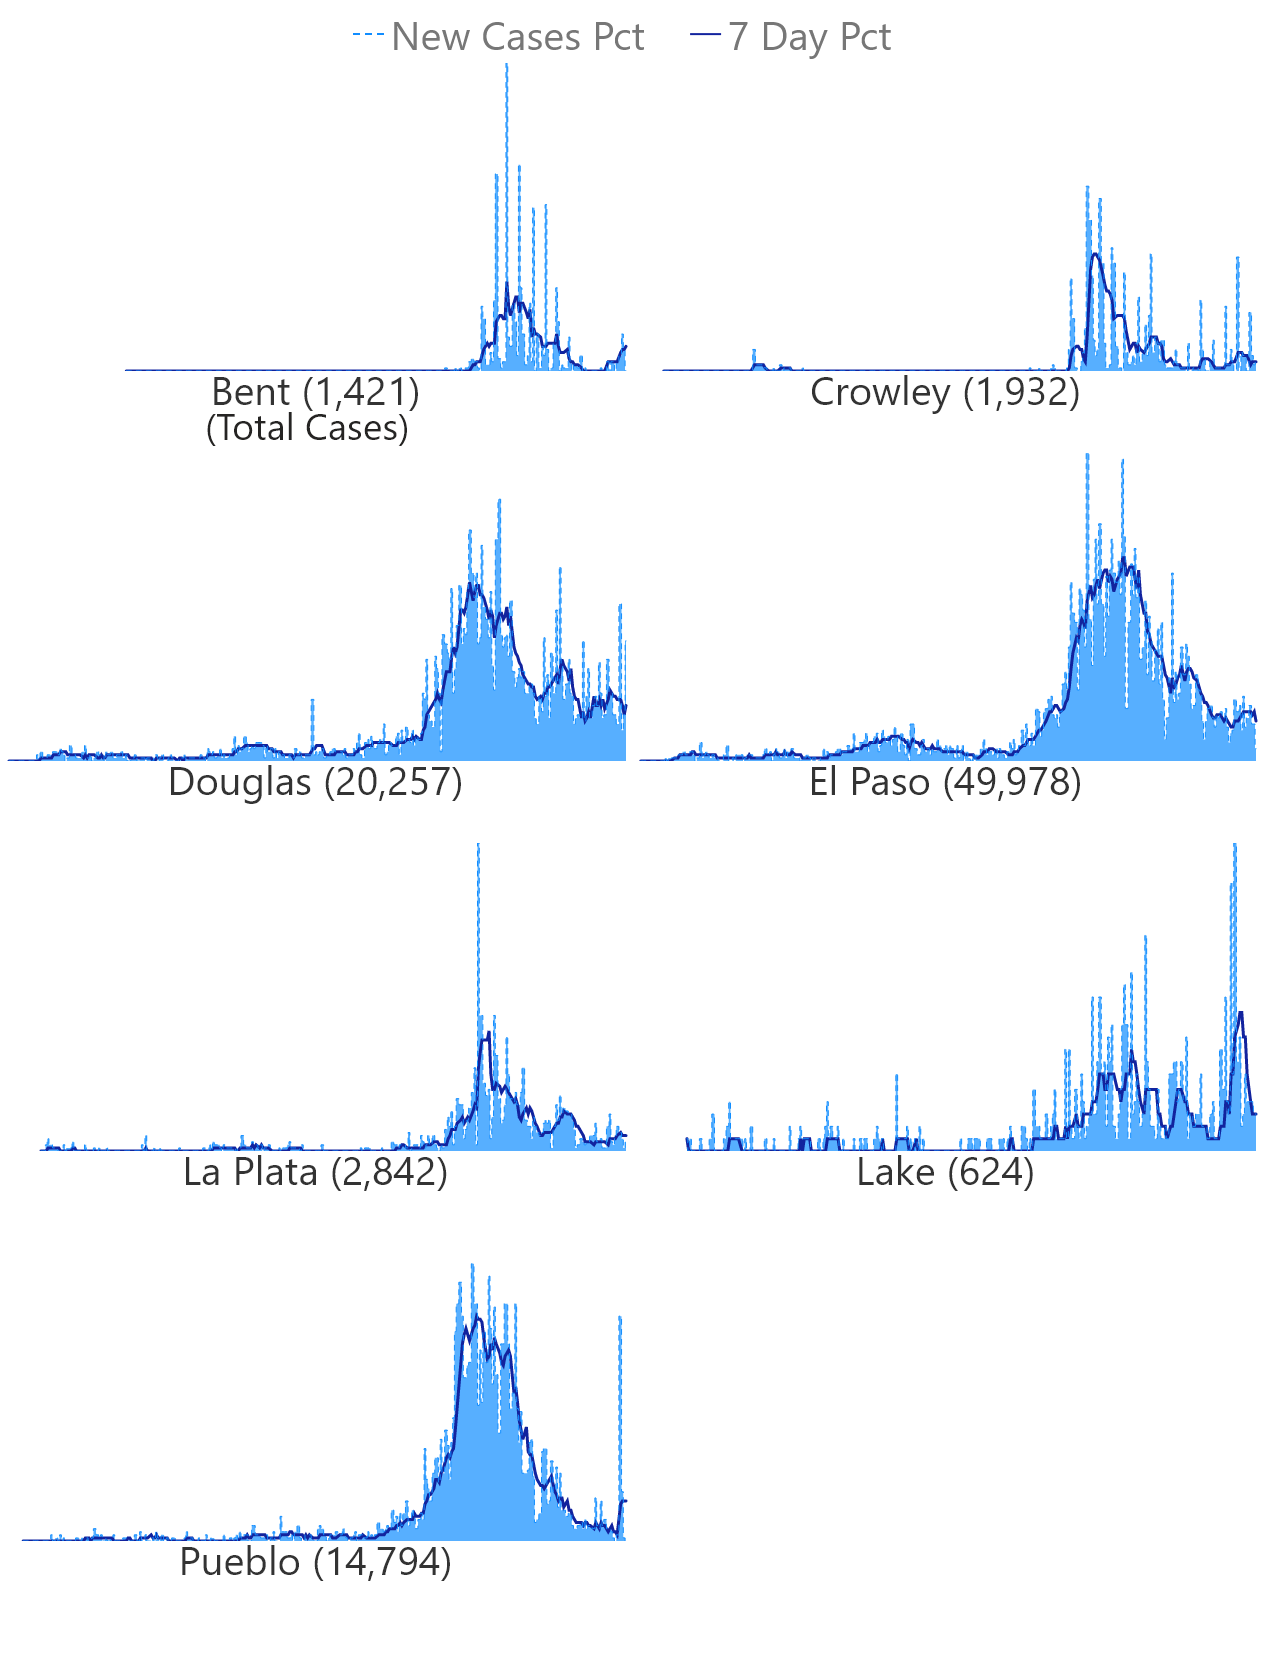 New Cases Pct 7 Day Pct
Bent (1,421) Crowley (1,932)
(Total Cases)
Douglas (20,257) El Paso (49,978)
La Plata (2,842) Lake (624)
Pueblo (14,794)